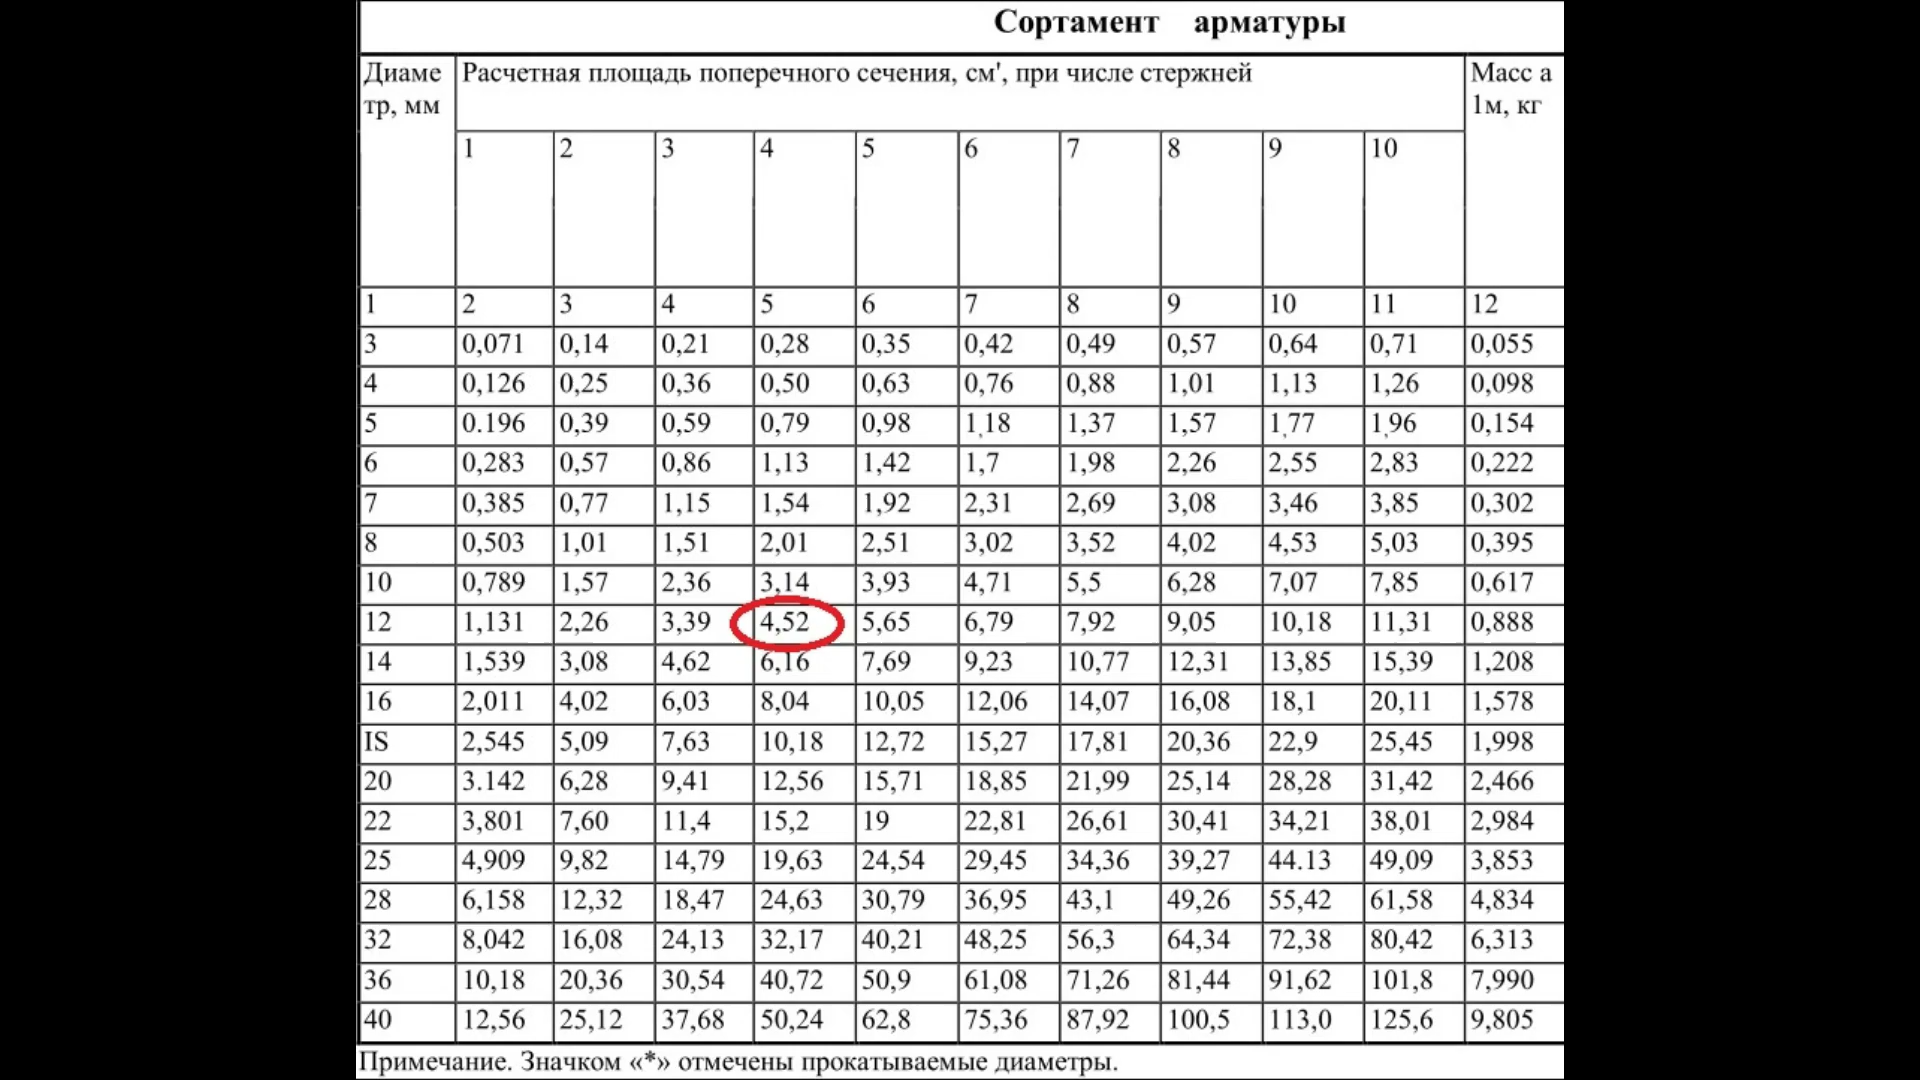 Сортамент арматуры
Диаме Расчетная площадь поперечного сечения, см', при числе стержней Масс а
тр, мм 1м, кг
1 2 3 4 5 6 7 8 9 10
1 2 3 4 5 6 7 8 9 10 11 12
3 0,071 0,14 0,21 0,28 0,35 0,42 0,49 0,57 0,64 0,71 0,055
4 0,126 0,25 0,36 0,50 0,63 0,76 0,88 1,01 1,13 1,26 0,098
5 0.196 0,39 0,59 0,79 0,98 1,18 1,37 1,57 1,77 1,96 0,154
6 0,283 0,57 0,86 1,13 1,42 1,7 1,98 2,26 2,55 2,83 0,222
7 0,385 0,77 1,15 1,54 1,92 2,31 2,69 3,08 3,46 3,85 0,302
8 0,503 1,01 1,51 2,01 2,51 3,02 3,52 4,02 4,53 5,03 0,395
10 0,789 1,57 2,36 3,14 3,93 4,71 5,5 6,28 7,07 7,85 0,617
12 1,131 2,26 3,39 4,52 5,65 6,79 7,92 9,05 10,18 11,31 0,888
14 1,539 3,08 4,62 6,16 7,69 9,23 10,77 12,31 13,85 15,39 1,208
16 2,011 4,02 6,03 8,04 10,05 12,06 14,07 16,08 18,1 20,11 1,578
IS 2,545 5,09 7,63 10,18 12,72 15,27 17,81 20,36 22,9 25,45 1,998
20 3.142 6,28 9,41 12,56 15,71 18,85 21,99 25,14 28,28 31,42 2,466
22 3,801 7,60 11,4 15,2 19 22,81 26,61 30,41 34,21 38,01 2,984
25 4,909 9,82 14,79 19,63 24,54 29,45 34,36 39,27 44.13 49,09 3,853
28 6,158 12,32 18,47 24,63 30,79 36,95 43,1 49,26 55,42 61,58 4,834
32 8,042 16,08 24,13 32,17 40,21 48,25 56,3 64,34 72,38 80,42 6,313
36 10,18 20,36 30,54 40,72 50,9 61,08 71,26 81,44 91,62 101,8 7,990
40 12,56 25,12 37,68 50,24 62,8 75,36 87,92 100,5 113,0 125,6 9,805
Примечание. Значком «*» отмечены прокатываемые диаметры.